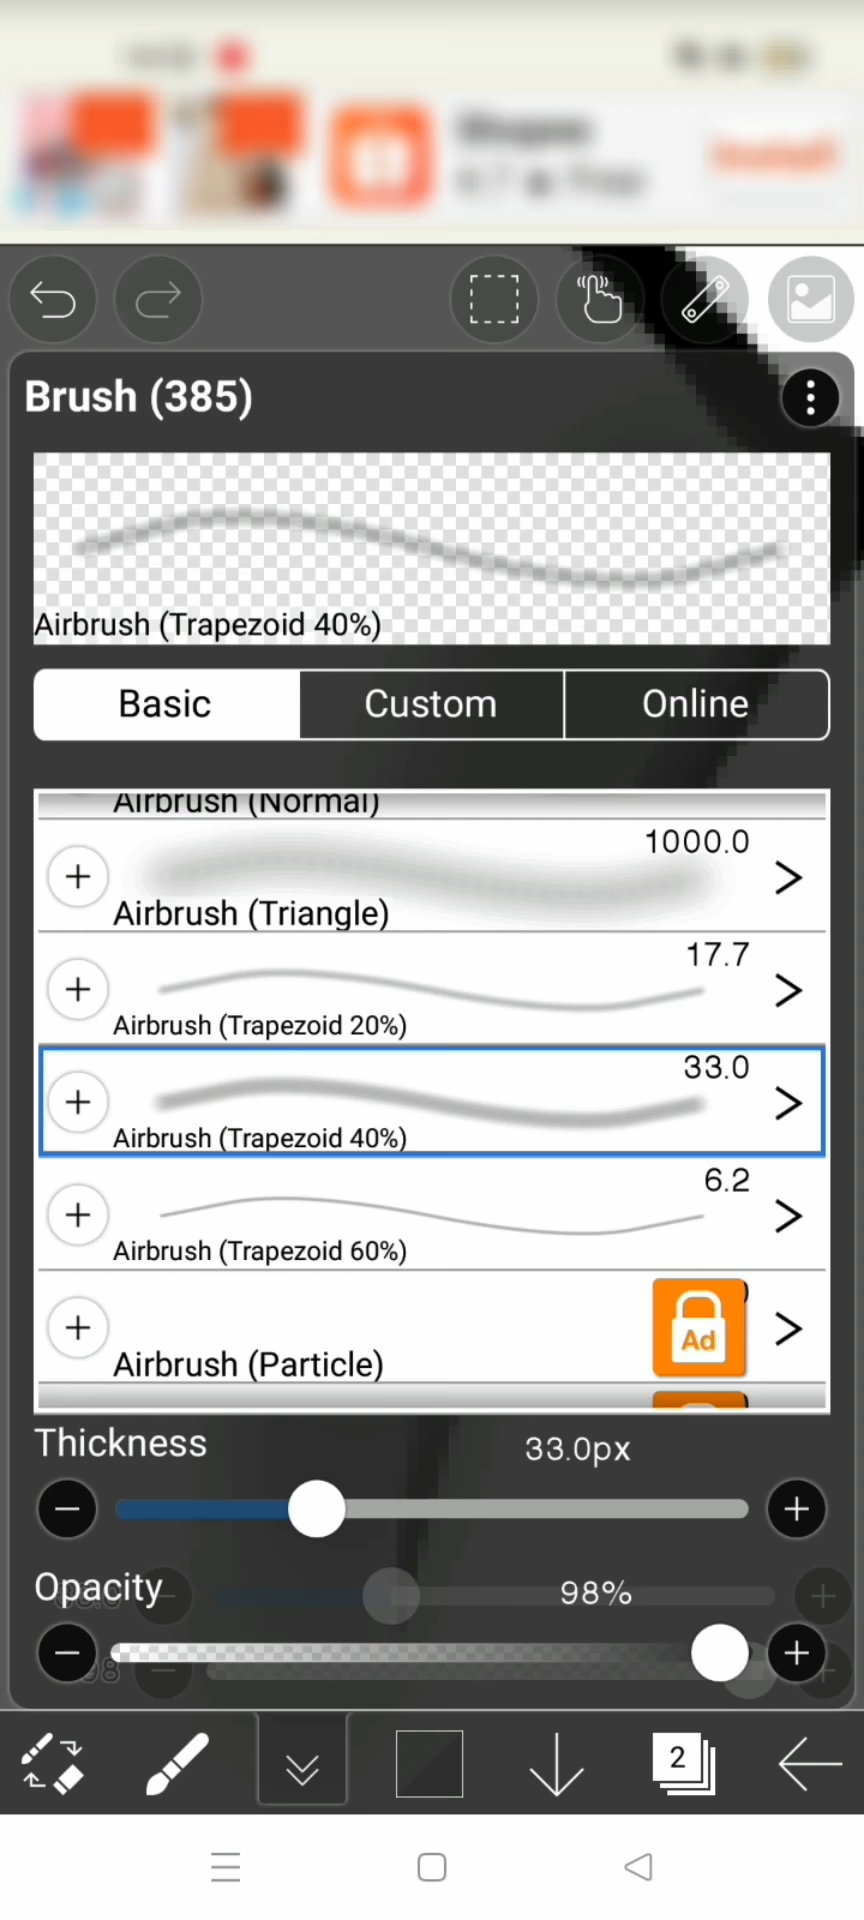 Brush (385)
Airbrush (Trapezoid 40%)
Basic
Custom
Online
Airbrush (Normal)
1000.0
Airbrush (Triangle)
17.7
Airbrush (Trapezoid 20%)
33.0
Airbrush (Trapezoid 40%)
6.2
Airbrush (Trapezoid 60%)
Ad
Airbrush (Particle)
Thickness
33.0px
Opacity
98%
98
2